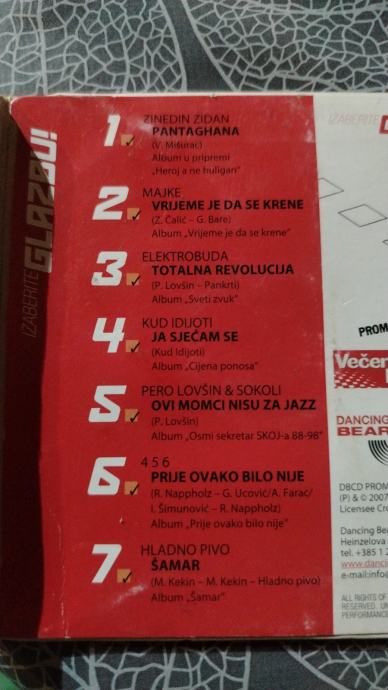 IZABERITE GLAZBU!
1 ZINEDIN ZIDAN
PANTAGHANA
(V. Mišurac)
Album u pripremi
„Heroj a ne huligan"
2 MAJKE
VRIJEME JE DA SE KRENE
(Z. Čalić – G. Bare)
Album „Vrijeme je da se krene"
3 ELEKTROBUDA
TOTALNA REVOLUCIJA
(P. Lovšin – Pankrti)
Album „Sveti zvuk"
4 KUD IDIJOTI
JA SJEĆAM SE
(Kud Idijoti)
Album „Cijena ponosa"
5 PERO LOVŠIN & SOKOLI
OVI MOMCI NISU ZA JAZZ
(P. Lovšin)
Album „Osmi sekretar SKOJ-a 88-98"
6 4 5 6
PRIJE OVAKO BILO NIJE
(R. Nappholz – G. Ucović/A. Farac/
I. Šimunović – R. Nappholz)
Album „Prije ovako bilo nije"
7 HLADNO PIVO
ŠAMAR
(M. Kekin – M. Kekin – Hladno pivo)
Album „Šamar"
IZABERITE
PROM
Večer
DANCING
BEAR
DBCD PROM
(P) & © 2007
Licensee Cro
Dancing Bea
Heinzelova
tel. +385 1 2
www.danci
e-mail:info
ALL RIGHTS OF
RESERVED. UN
PERFORMANCE